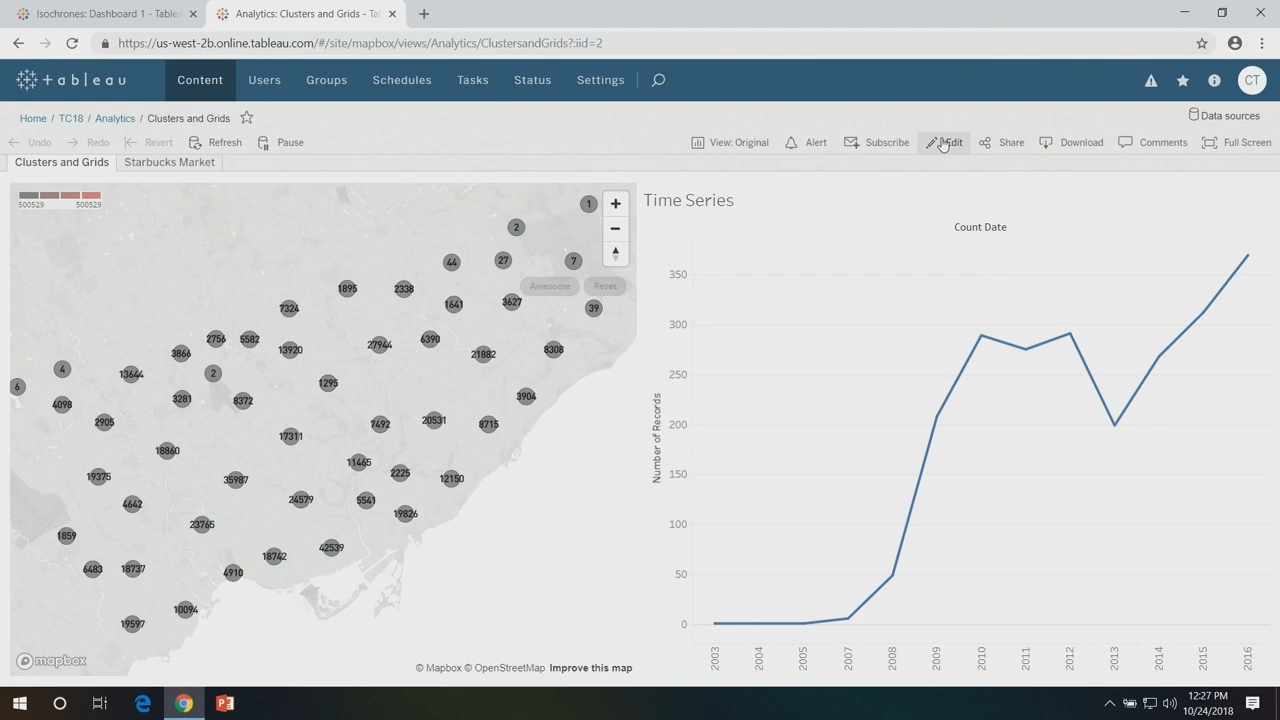 Isochrones: Dashboard 1 - Tablea
Analytics: Clusters and Grids - Ta
https://us-west-2b.online.tableau.com/#/site/mapbox/views/Analytics/ClustersandGrids?:iid=2
+ableau
Content
Users
Groups
Schedules
Tasks
Status
Settings
CT
Home / TC18 / Analytics / Clusters and Grids
Data sources
Undo
Redo
Revert
Refresh
Pause
View: Original
Alert
Subscribe
Edit
Share
Download
Comments
Full Screen
Clusters and Grids
Starbucks Market
500529
500529
1
2
44
27
7
Awesome
Reset
1895
2338
1641
3627
39
7324
2756
5582
13920
27944
6390
21882
8308
3866
4
13644
2
1295
6
4098
3281
8372
3904
2905
7492
20531
8715
17311
18860
11465
2225
12150
19375
35987
4642
24579
5541
19826
23765
1859
18742
42539
6483
18737
4910
10094
19597
mapbox
© Mapbox © OpenStreetMap Improve this map
Time Series
Count Date
Number of Records
350
300
250
200
150
100
50
0
2003
2004
2005
2007
2008
2009
2010
2011
2012
2013
2014
2015
2016
12:27 PM
10/24/2018